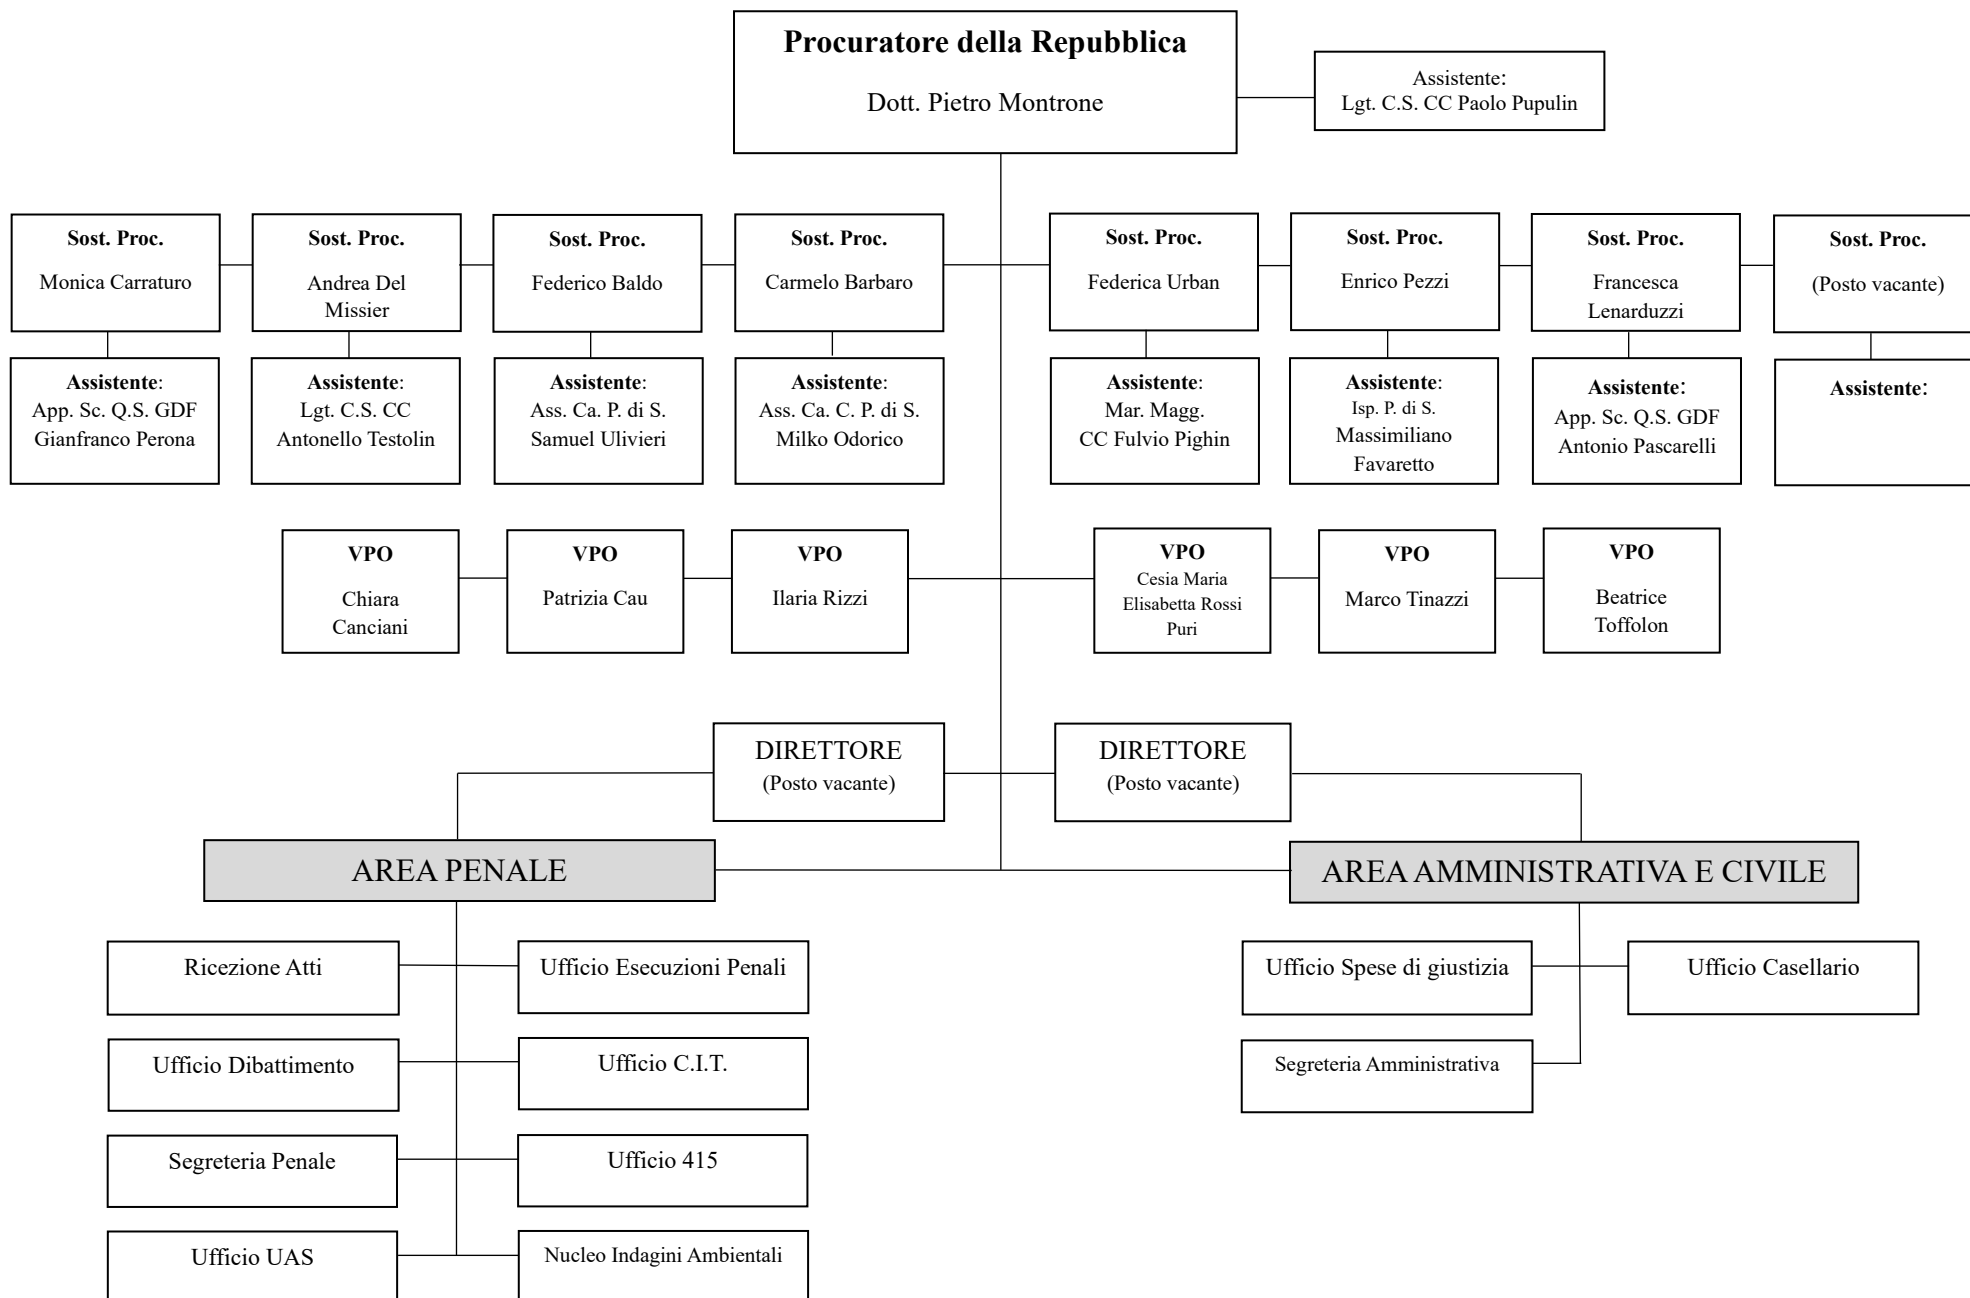 Procuratore della Repubblica
Dott. Pietro Montrone
Assistente:
Lgt. C.S. CC Paolo Pupulin
Sost. Proc.
Monica Carraturo
Sost. Proc.
Andrea Del
Missier
Sost. Proc.
Federico Baldo
Sost. Proc.
Carmelo Barbaro
Sost. Proc.
Federica Urban
Sost. Proc.
Enrico Pezzi
Sost. Proc.
Francesca
Lenarduzzi
Sost. Proc.
(Posto vacante)
Assistente:
App. Sc. Q.S. GDF
Gianfranco Perona
Assistente:
Lgt. C.S. CC
Antonello Testolin
Assistente:
Ass. Ca. P. di S.
Samuel Ulivieri
Assistente:
Ass. Ca. C. P. di S.
Milko Odorico
Assistente:
Mar. Magg.
CC Fulvio Pighin
Assistente:
Isp. P. di S.
Massimiliano
Favaretto
Assistente:
App. Sc. Q.S. GDF
Antonio Pascarelli
Assistente:
VPO
Chiara
Canciani
VPO
Patrizia Cau
VPO
Ilaria Rizzi
VPO
Cesia Maria
Elisabetta Rossi
Puri
VPO
Marco Tinazzi
VPO
Beatrice
Toffolon
DIRETTORE
(Posto vacante)
DIRETTORE
(Posto vacante)
AREA PENALE
AREA AMMINISTRATIVA E CIVILE
Ricezione Atti
Ufficio Esecuzioni Penali
Ufficio Spese di giustizia
Ufficio Casellario
Ufficio Dibattimento
Ufficio C.I.T.
Segreteria Amministrativa
Segreteria Penale
Ufficio 415
Ufficio UAS
Nucleo Indagini Ambientali